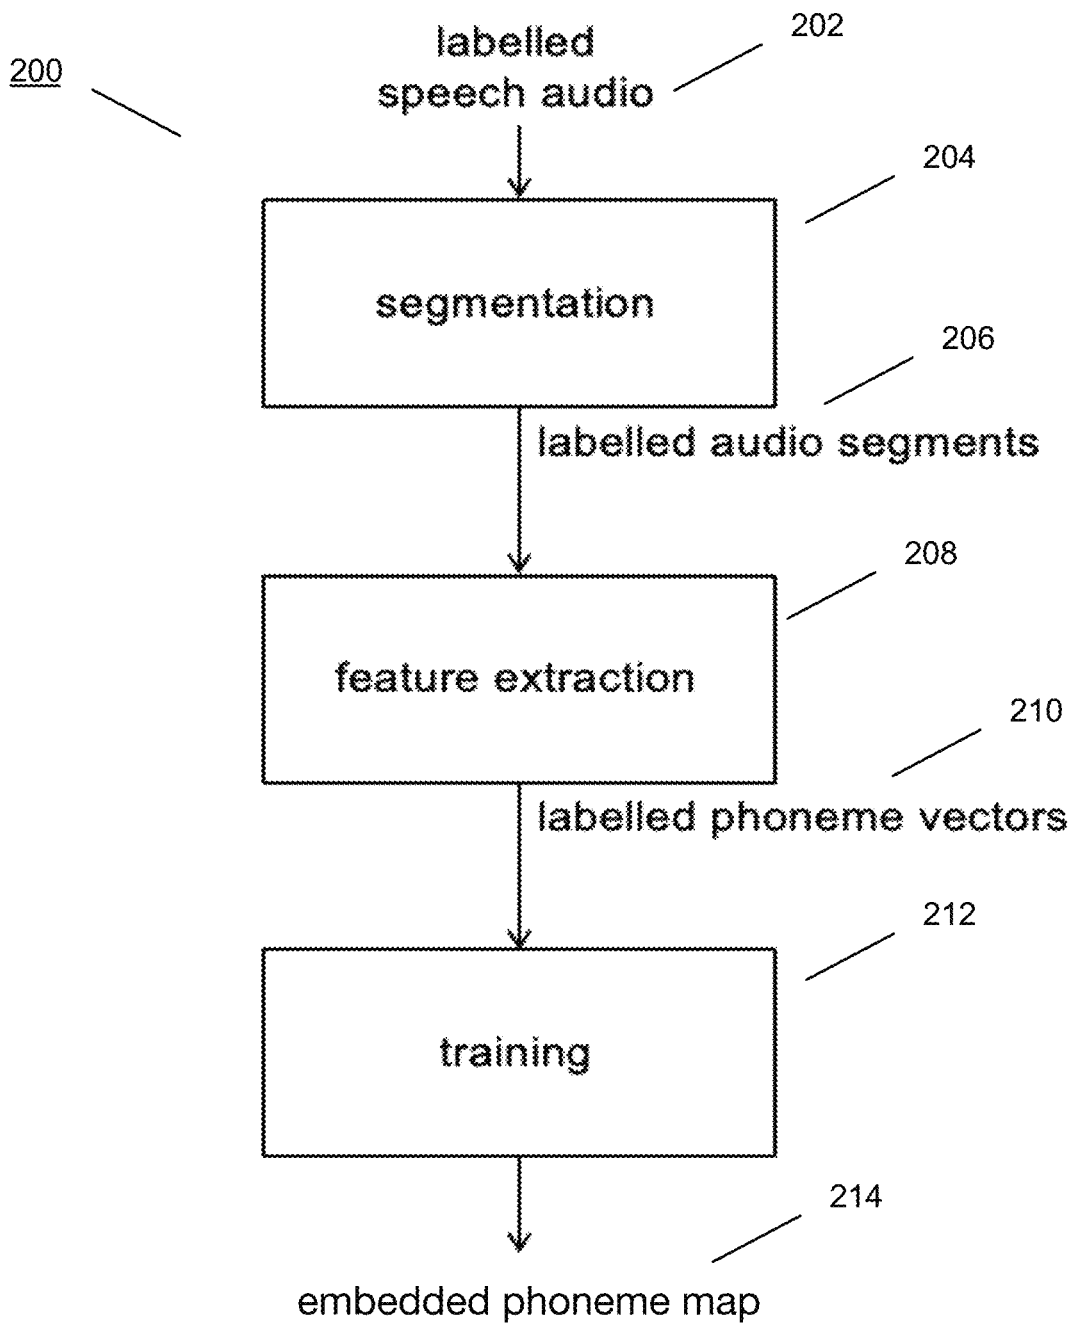 202
labelled
200
speech audio
204
segmentation
206
labelled audio segments
208
feature extraction
210
labelled phoneme vectors
212
training
214
embedded phoneme map